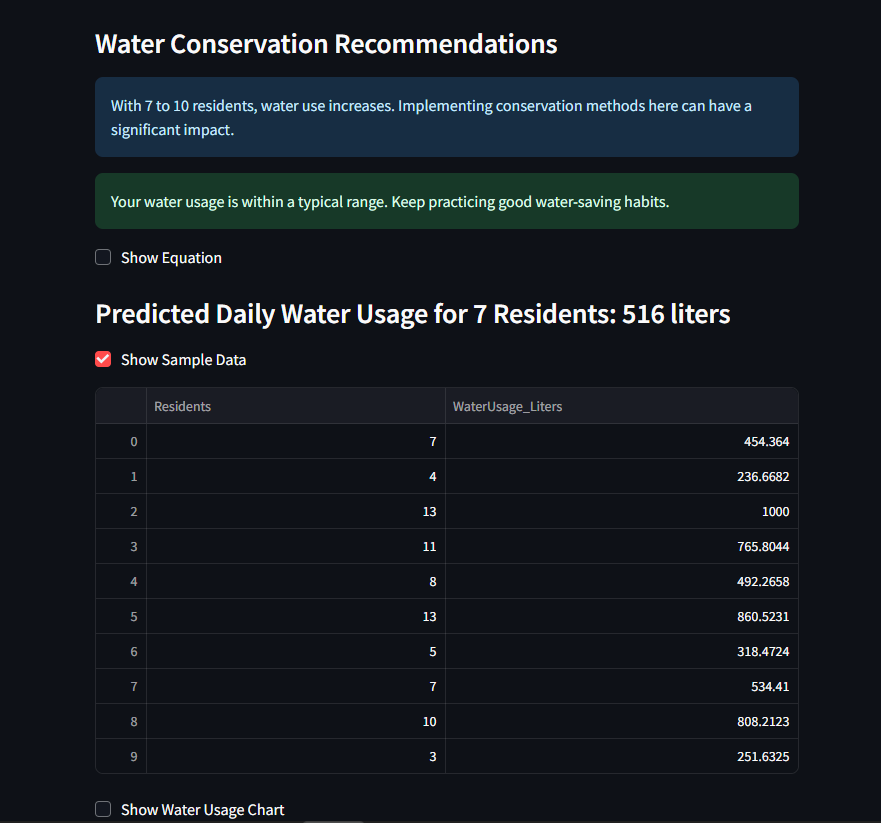 Water Conservation Recommendations
With 7 to 10 residents, water use increases. Implementing conservation methods here can have a
significant impact.
Your water usage is within a typical range. Keep practicing good water-saving habits.
Show Equation
Predicted Daily Water Usage for 7 Residents: 516 liters
Show Sample Data
Residents WaterUsage_Liters
0 7 454.364
1 4 236.6682
2 13 1000
3 11 765.8044
4 8 492.2658
5 13 860.5231
6 5 318.4724
7 7 534.41
8 10 808.2123
9 3 251.6325
Show Water Usage Chart